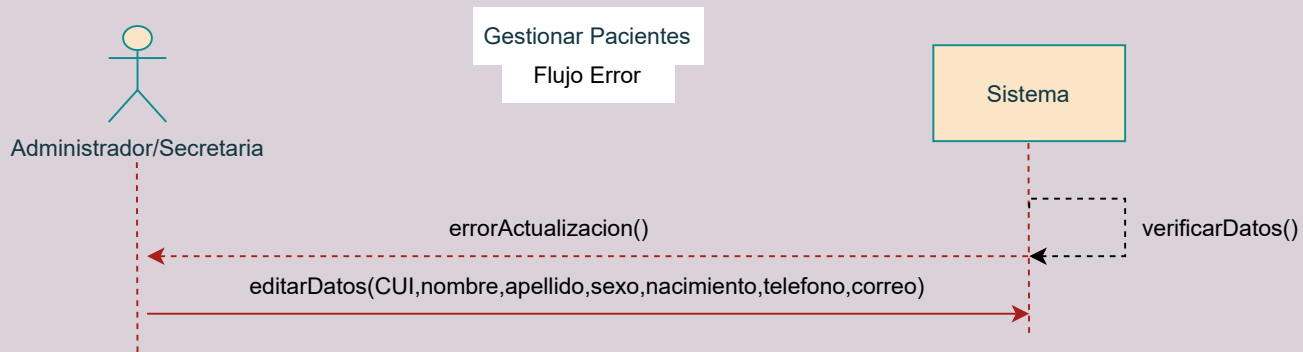 Gestionar Pacientes
Flujo Error
Sistema
Administrador/Secretaria
errorActualizacion()
verificarDatos()
editarDatos(CUI,nombre,apellido,sexo,nacimiento,telefono,correo)